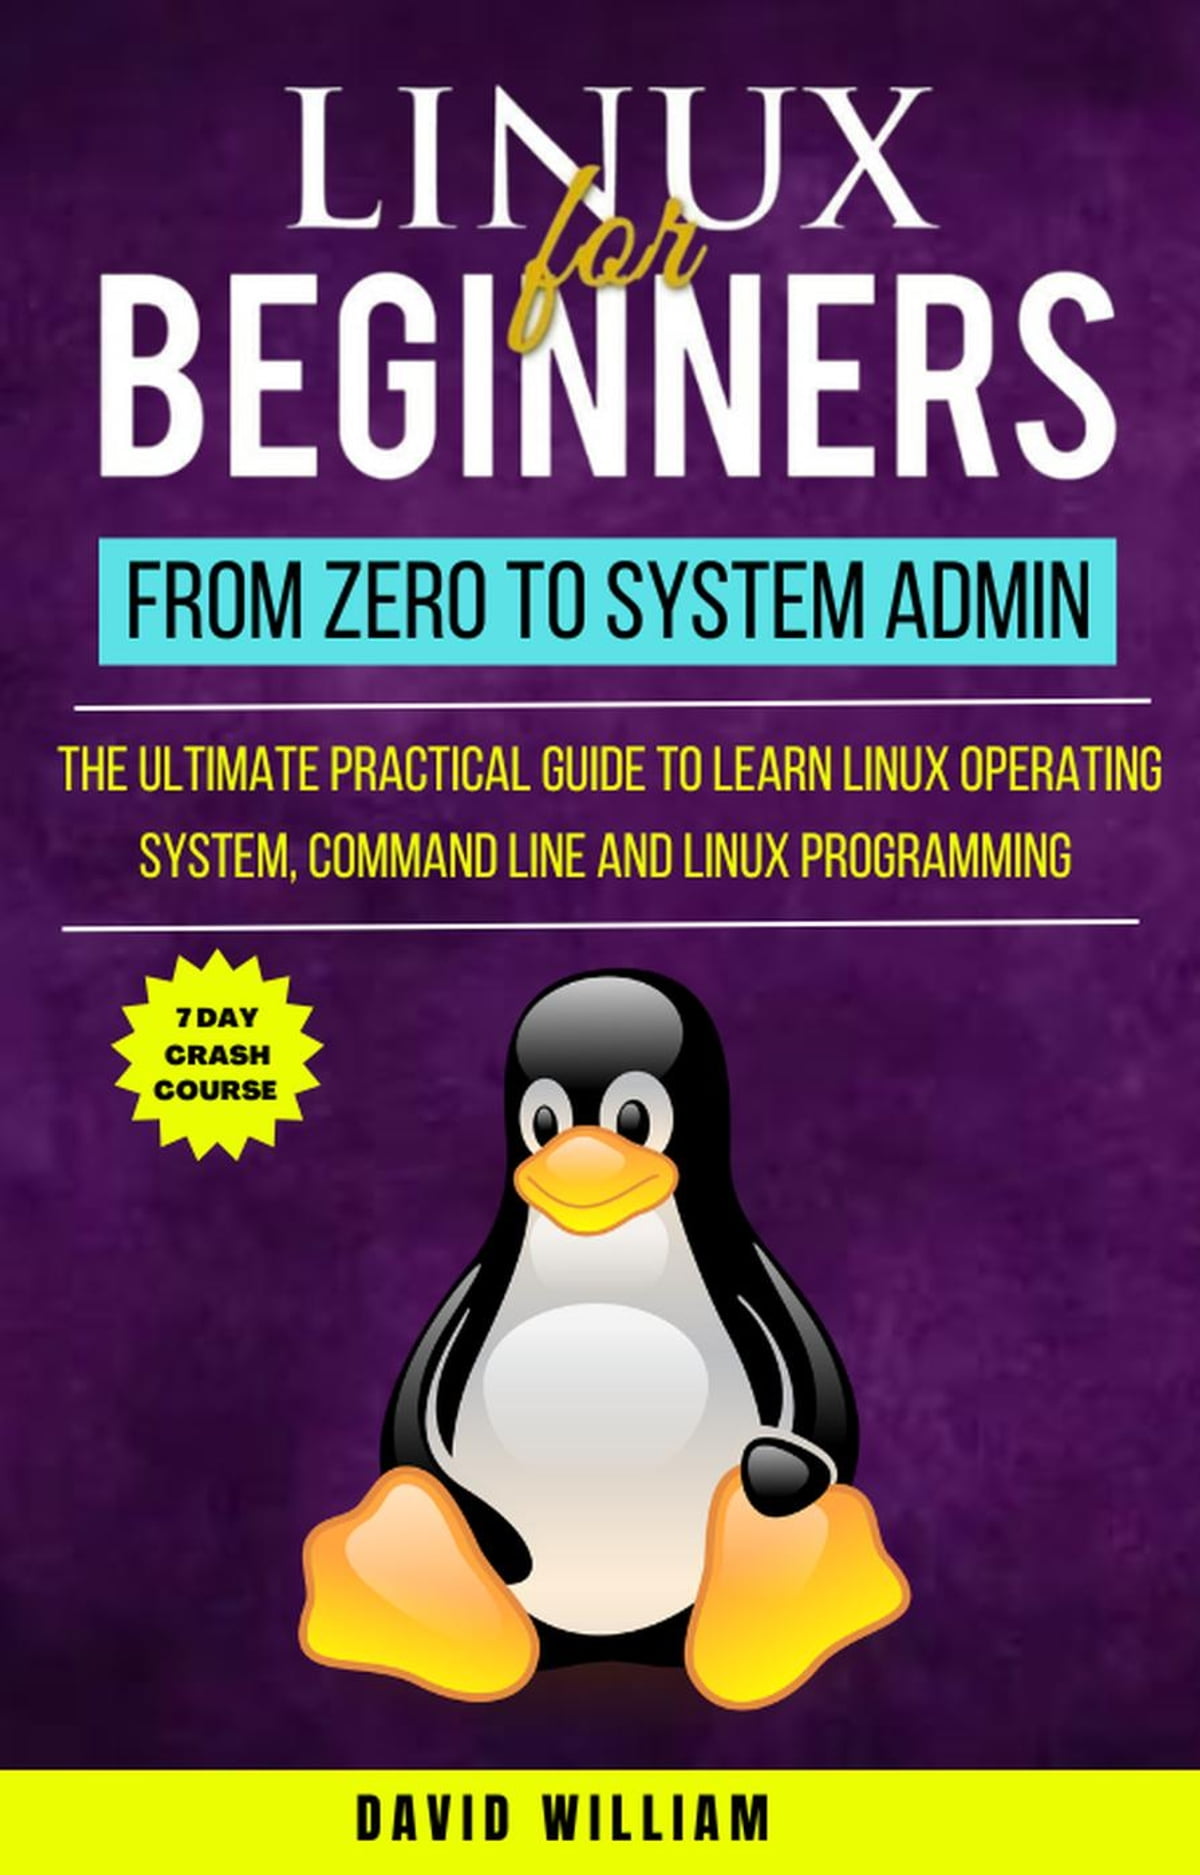 LINUX
for
BEGINNERS
FROM ZERO TO SYSTEM ADMIN
THE ULTIMATE PRACTICAL GUIDE TO LEARN LINUX OPERATING
SYSTEM, COMMAND LINE AND LINUX PROGRAMMING
7 DAY
CRASH
COURSE
DAVID WILLIAM